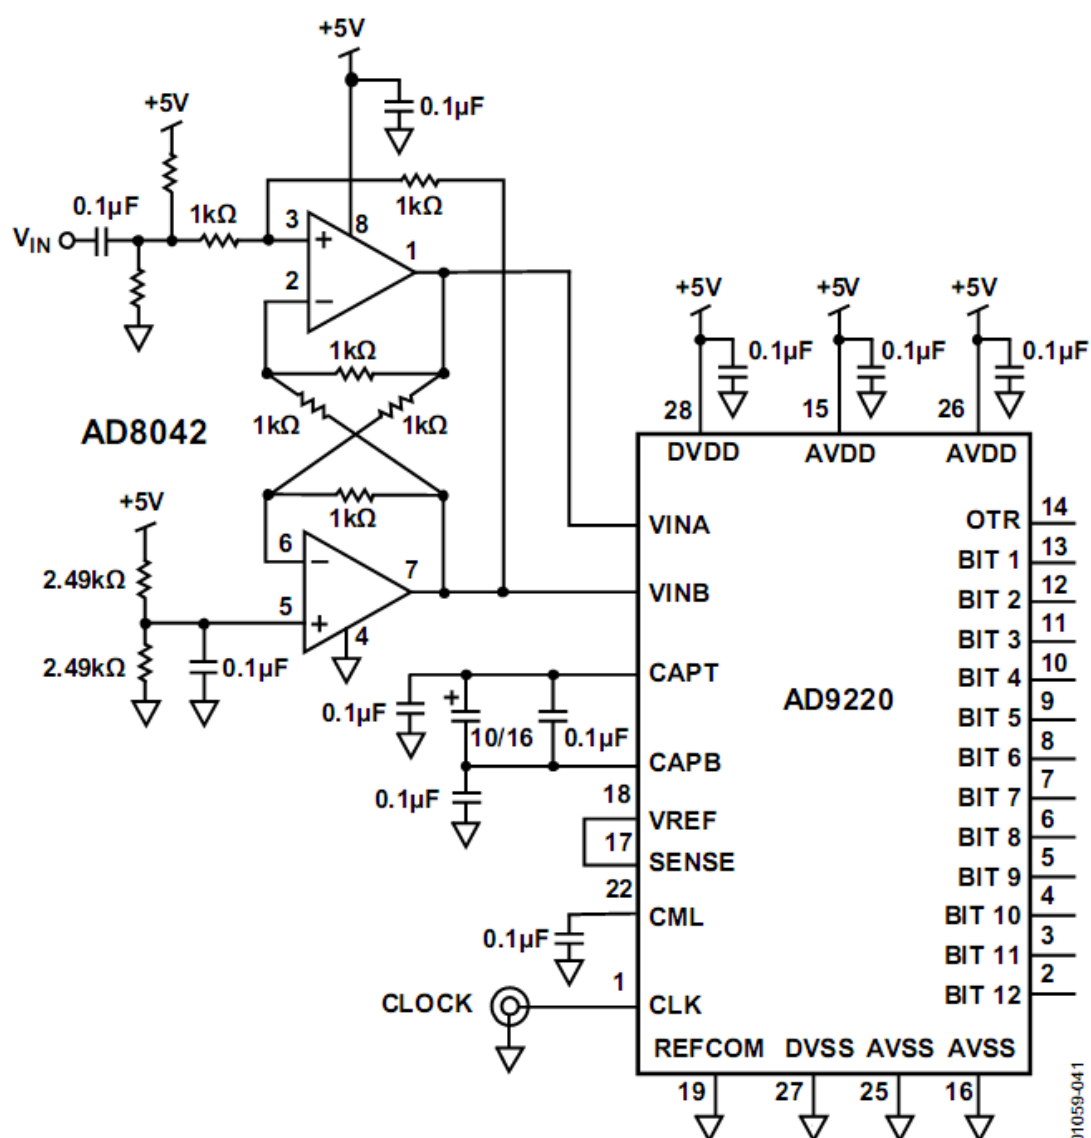 +5V
0.1µF
+5V
0.1µF
1kΩ
1kΩ
V_IN
3
8
+
1
2
–
+5V
+5V
+5V
1kΩ
0.1µF
0.1µF
0.1µF
1kΩ
1kΩ
28
15
26
AD8042
DVDD
AVDD
AVDD
+5V
1kΩ
VINA
OTR
14
6
–
7
BIT 1
13
2.49kΩ
5
+
4
VINB
BIT 2
12
2.49kΩ
0.1µF
BIT 3
11
CAPT
BIT 4
10
+
AD9220
0.1µF
10/16
0.1µF
BIT 5
9
CAPB
BIT 6
8
0.1µF
18
BIT 7
7
VREF
BIT 8
6
17
SENSE
BIT 9
5
22
CML
BIT 10
4
0.1µF
BIT 11
3
1
BIT 12
2
CLOCK
CLK
REFCOM
DVSS
AVSS
AVSS
19
27
25
16
01059-041